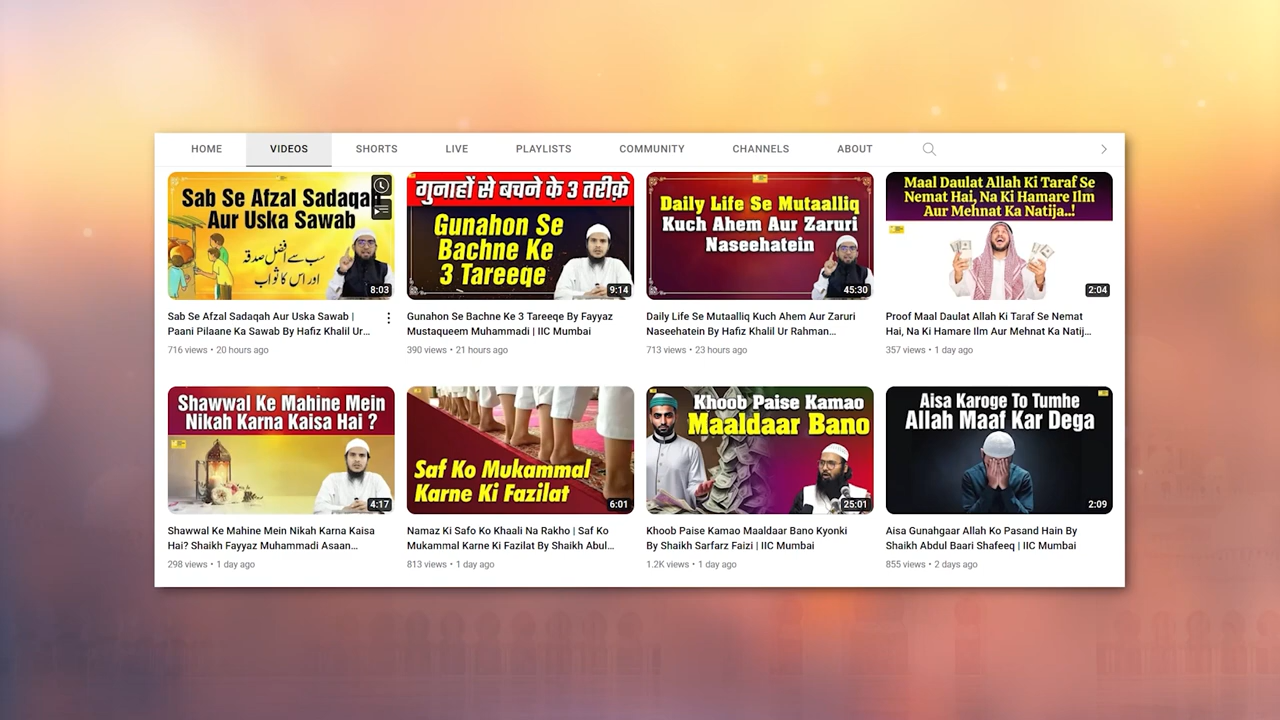 HOME VIDEOS SHORTS LIVE PLAYLISTS COMMUNITY CHANNELS ABOUT
Sab Se Afzal Sadaqah
Aur Uska Sawab
سب سے افضل صدقہ
اور اس کا ثواب
8:03
Sab Se Afzal Sadaqah Aur Uska Sawab |
Paani Pilaane Ka Sawab By Hafiz Khalil Ur...
716 views • 20 hours ago
गुनाहों से बचने के 3 तरीक़े
Gunahon Se
Bachne Ke
3 Tareeqe
9:14
Gunahon Se Bachne Ke 3 Tareeqe By Fayyaz
Mustaqueem Muhammadi | IIC Mumbai
390 views • 21 hours ago
Daily Life Se Mutaalliq
Kuch Ahem Aur Zaruri
Naseehatein
45:30
Daily Life Se Mutaalliq Kuch Ahem Aur Zaruri
Naseehatein By Hafiz Khalil Ur Rahman...
713 views • 23 hours ago
Maal Daulat Allah Ki Taraf Se
Nemat Hai, Na Ki Hamare Ilm
Aur Mehnat Ka Natija..!
2:04
Proof Maal Daulat Allah Ki Taraf Se Nemat
Hai, Na Ki Hamare Ilm Aur Mehnat Ka Natij...
357 views • 1 day ago
Shawwal Ke Mahine Mein
Nikah Karna Kaisa Hai ?
4:17
Shawwal Ke Mahine Mein Nikah Karna Kaisa
Hai? Shaikh Fayyaz Muhammadi Asaan...
298 views • 1 day ago
Saf Ko Mukammal
Karne Ki Fazilat
6:01
Namaz Ki Safo Ko Khaali Na Rakho | Saf Ko
Mukammal Karne Ki Fazilat By Shaikh Abul...
813 views • 1 day ago
Khoob Paise Kamao
Maaldaar Bano
25:01
Khoob Paise Kamao Maaldaar Bano Kyonki
By Shaikh Sarfarz Faizi | IIC Mumbai
1.2K views • 1 day ago
Aisa Karoge To Tumhe
Allah Maaf Kar Dega
2:09
Aisa Gunahgaar Allah Ko Pasand Hain By
Shaikh Abdul Baari Shafeeq | IIC Mumbai
855 views • 2 days ago